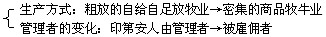 生产方式：粗放的自给自足放牧业→密集的商品牧牛业
管理者的变化：印第安人由管理者→被雇佣者